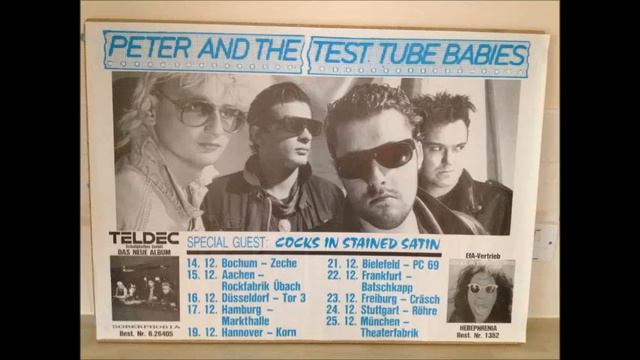 PETER AND THE TEST TUBE BABIES
TELDEC
Schallplatten GmbH
DAS NEUE ALBUM
SOBERPHOBIA
Best. Nr. 6.26405
SPECIAL GUEST: COCKS IN STAINED SATIN
14. 12. Bochum – Zeche
15. 12. Aachen –
Rockfabrik Übach
16. 12. Düsseldorf – Tor 3
17. 12. Hamburg –
Markthalle
19. 12. Hannover – Korn
21. 12. Bielefeld – PC 69
22. 12. Frankfurt –
Batschkapp
23. 12. Freiburg – Cräsch
24. 12. Stuttgart – Röhre
25. 12. München –
Theaterfabrik
EfA-Vertrieb
HEBEPHRENIA
Best. Nr. 1352